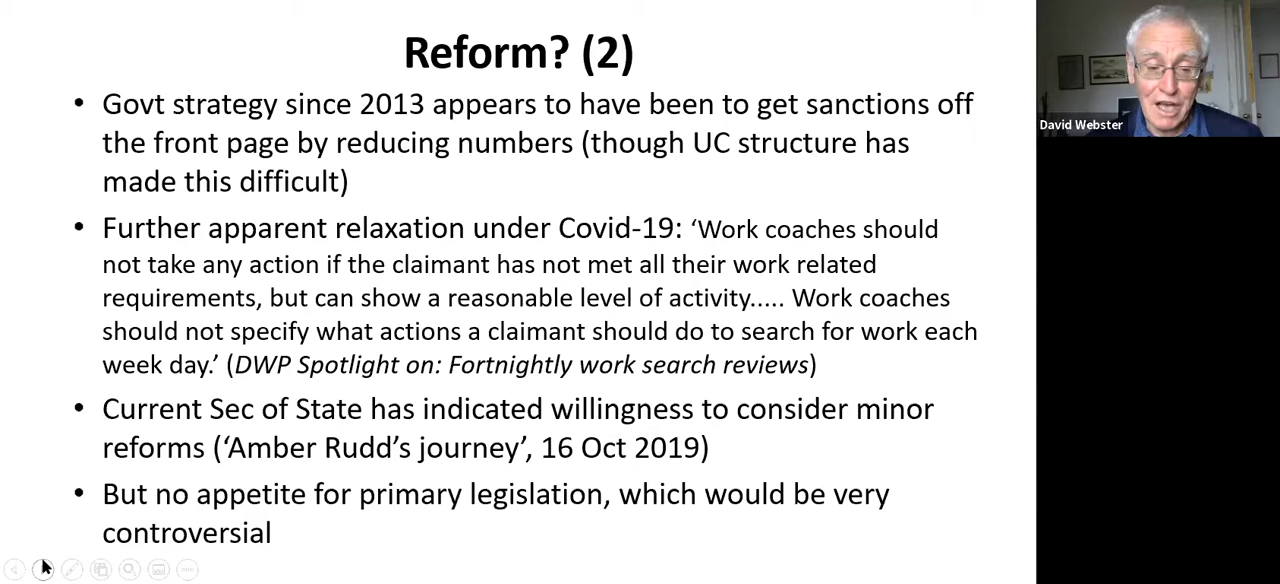 Reform? (2)
• Govt strategy since 2013 appears to have been to get sanctions off
the front page by reducing numbers (though UC structure has
made this difficult)
• Further apparent relaxation under Covid-19: ‘Work coaches should
not take any action if the claimant has not met all their work related
requirements, but can show a reasonable level of activity..... Work coaches
should not specify what actions a claimant should do to search for work each
week day.’ (DWP Spotlight on: Fortnightly work search reviews)
• Current Sec of State has indicated willingness to consider minor
reforms (‘Amber Rudd’s journey’, 16 Oct 2019)
• But no appetite for primary legislation, which would be very
controversial
David Webster